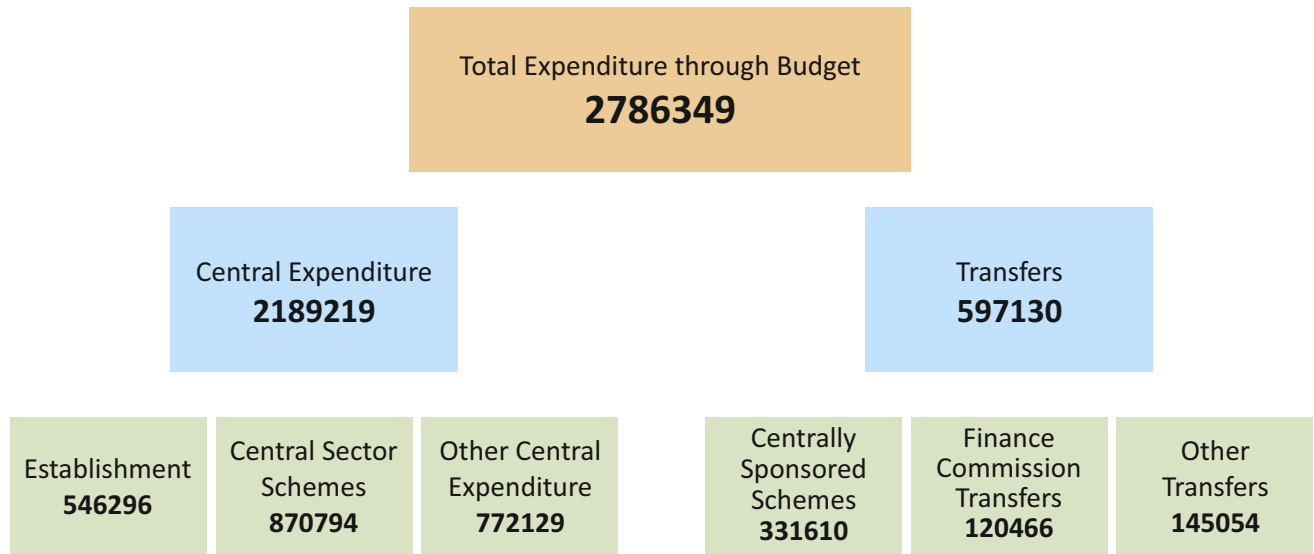 Total Expenditure through Budget
2786349
Central Expenditure
2189219
Transfers
597130
Establishment
546296
Central Sector
Schemes
870794
Other Central
Expenditure
772129
Centrally
Sponsored
Schemes
331610
Finance
Commission
Transfers
120466
Other
Transfers
145054